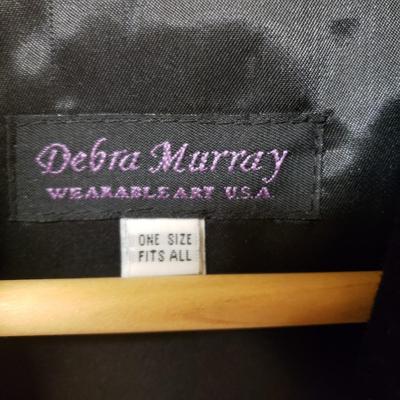 Debra Murray
WEARABLE ART U.S.A.
ONE SIZE
FITS ALL